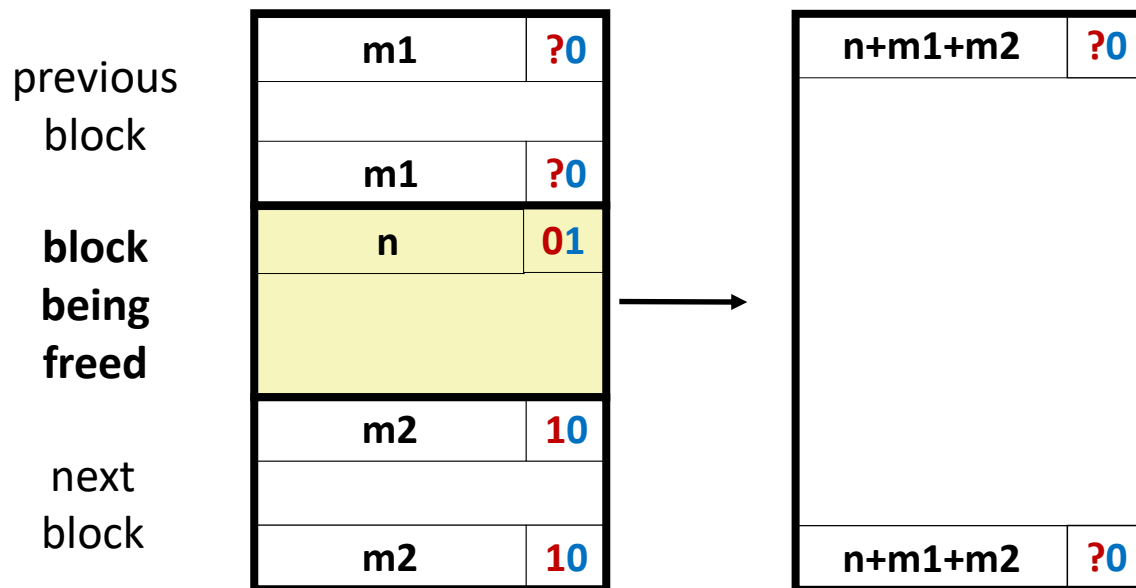 previous
block
m1 ?0
m1 ?0
block
being
freed
n 01
next
block
m2 10
m2 10
n+m1+m2 ?0
n+m1+m2 ?0